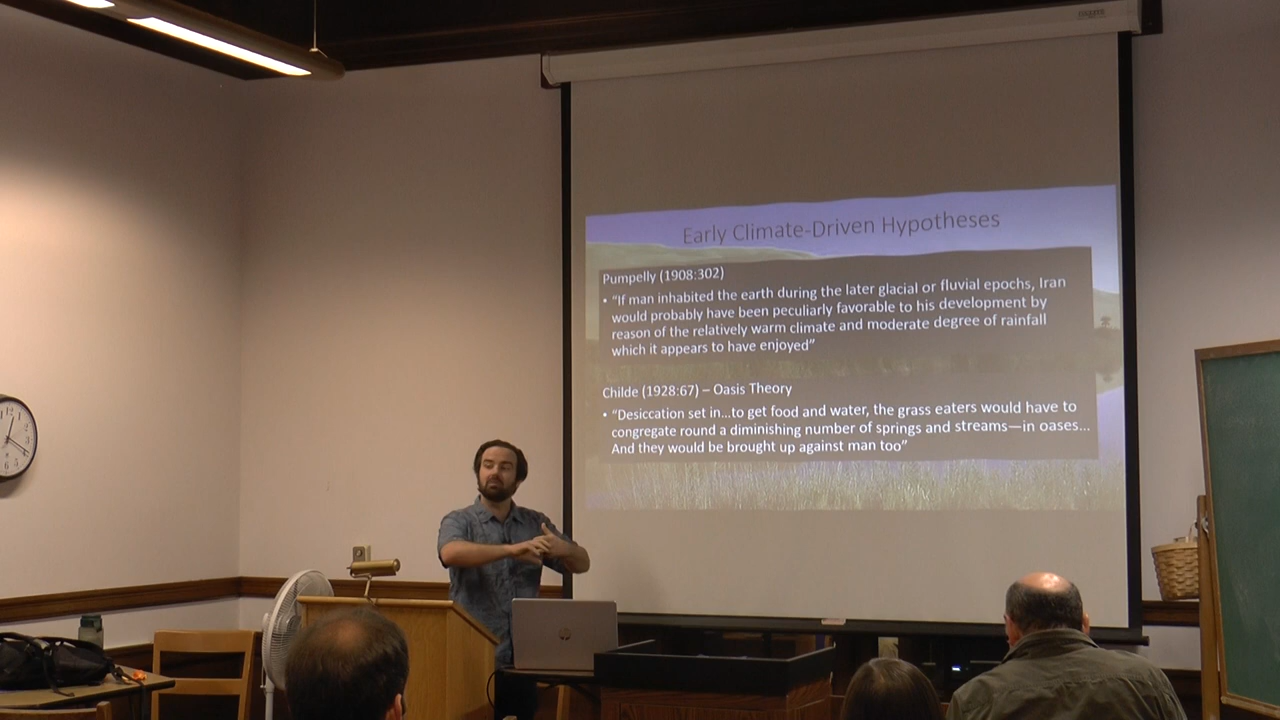 Early Climate-Driven Hypotheses
Pumpelly (1908:302)
• “If man inhabited the earth during the later glacial or fluvial epochs, Iran
would probably have been peculiarly favorable to his development by
reason of the relatively warm climate and moderate degree of rainfall
which it appears to have enjoyed”
Childe (1928:67) – Oasis Theory
• “Desiccation set in...to get food and water, the grass eaters would have to
congregate round a diminishing number of springs and streams—in oases...
And they would be brought up against man too”